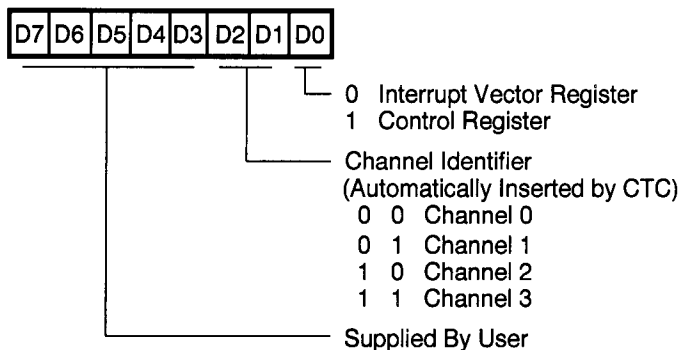 D7 D6 D5 D4 D3 D2 D1 D0
0 Interrupt Vector Register
1 Control Register
Channel Identifier
(Automatically Inserted by CTC)
0 0 Channel 0
0 1 Channel 1
1 0 Channel 2
1 1 Channel 3
Supplied By User